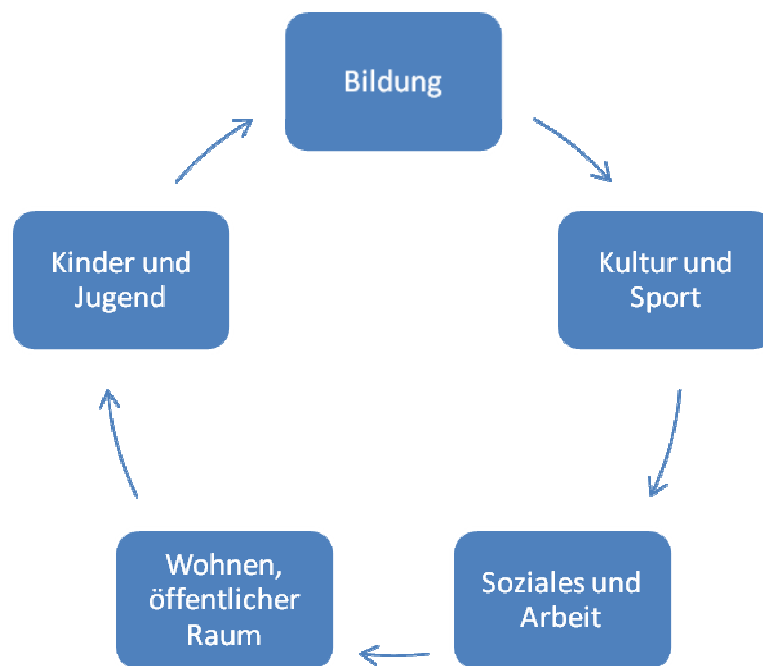 Bildung
Kultur und
Sport
Soziales und
Arbeit
Wohnen,
öffentlicher
Raum
Kinder und
Jugend